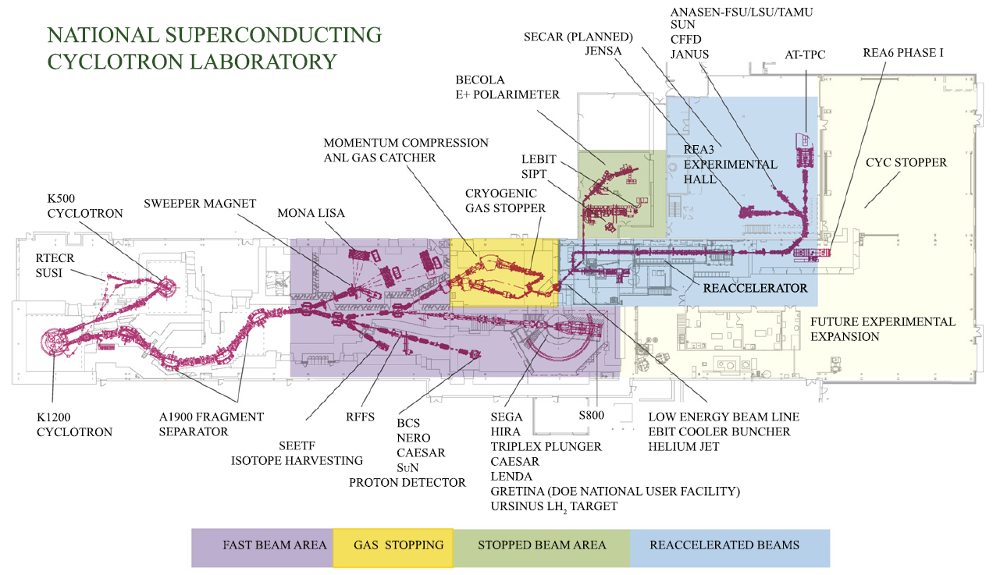 NATIONAL SUPERCONDUCTING
CYCLOTRON LABORATORY
ANASEN-FSU/LSU/TAMU
SUN
CFFD
JANUS
SECAR (PLANNED)
JENSA
AT-TPC
REA6 PHASE I
BECOLA
E+ POLARIMETER
MOMENTUM COMPRESSION
ANL GAS CATCHER
LEBIT
SIPT
REA3
EXPERIMENTAL
HALL
CYC STOPPER
CRYOGENIC
GAS STOPPER
K500
CYCLOTRON
SWEEPER MAGNET
MONA LISA
RTECR
SUSI
REACCELERATOR
FUTURE EXPERIMENTAL
EXPANSION
K1200
CYCLOTRON
A1900 FRAGMENT
SEPARATOR
SEETF
ISOTOPE HARVESTING
RFFS
BCS
NERO
CAESAR
SuN
PROTON DETECTOR
SEGA
HIRA
TRIPLEX PLUNGER
CAESAR
LENDA
GRETINA (DOE NATIONAL USER FACILITY)
URSINUS LH2 TARGET
S800
LOW ENERGY BEAM LINE
EBIT COOLER BUNCHER
HELIUM JET
FAST BEAM AREA
GAS STOPPING
STOPPED BEAM AREA
REACCELERATED BEAMS